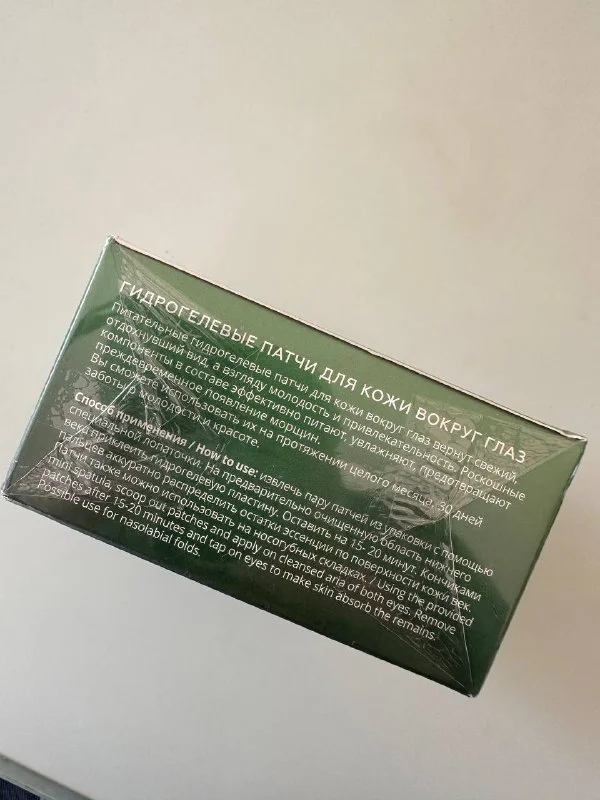 ГИДРОГЕЛЕВЫЕ ПАТЧИ ДЛЯ КОЖИ ВОКРУГ ГЛАЗ
Питательные гидрогелевые патчи для кожи вокруг глаз вернут свежий,
отдохнувший вид, а взгляду молодость и привлекательность. Роскошные
компоненты в составе эффективно питают, увлажняют, предотвращают
преждевременное появление морщин.
Вы сможете использовать их на протяжении целого месяца. 30 дней
заботы о молодости и красоте.
Способ применения / How to use: извлечь пару патчей из упаковки с помощью
специальной лопаточки. На предварительно очищенную область нижнего
века приклеить гидрогелевую пластину. Оставить на 15- 20 минут. Кончиками
пальцев аккуратно распределить остатки эссенции по поверхности кожи век.
Патчи также можно использовать на носогубных складках. / Using the provided
mini spatula, scoop out patches and apply on cleansed aria of both eyes. Remove
patches after 15-20 minutes and tap on eyes to make skin absorb the remains.
Possible use for nasolabial folds.